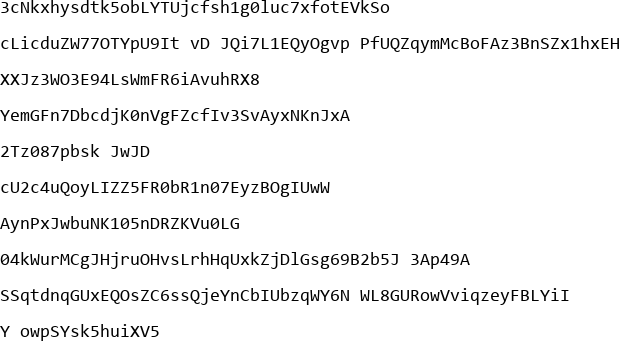 3cNkxhysdtk5obLYTUjcfsh1g0luc7xfotEVkSo
cLicduZW77OTYpU9It vD JQi7L1EQyOgvp PfUQZqymMcBoFAz3BnSZx1hxEH
XXJz3WO3E94LsWmFR6iAvuhRX8
YemGFn7DbcdjK0nVgFZcfIv3SvAyxNKnJxA
2Tz087pbsk JwJD
cU2c4uQoyLIZZ5FR0bR1n07EyzBOgIUwW
AynPxJwbuNK105nDRZKVu0LG
04kWurMCgJHjruOHvsLrhHqUxkZjDlGsg69B2b5J 3Ap49A
SSqtdnqGUxEQOsZC6ssQjeYnCbIUbzqWY6N WL8GURowVviqzeyFBLYiI
Y owpSYsk5huiXV5